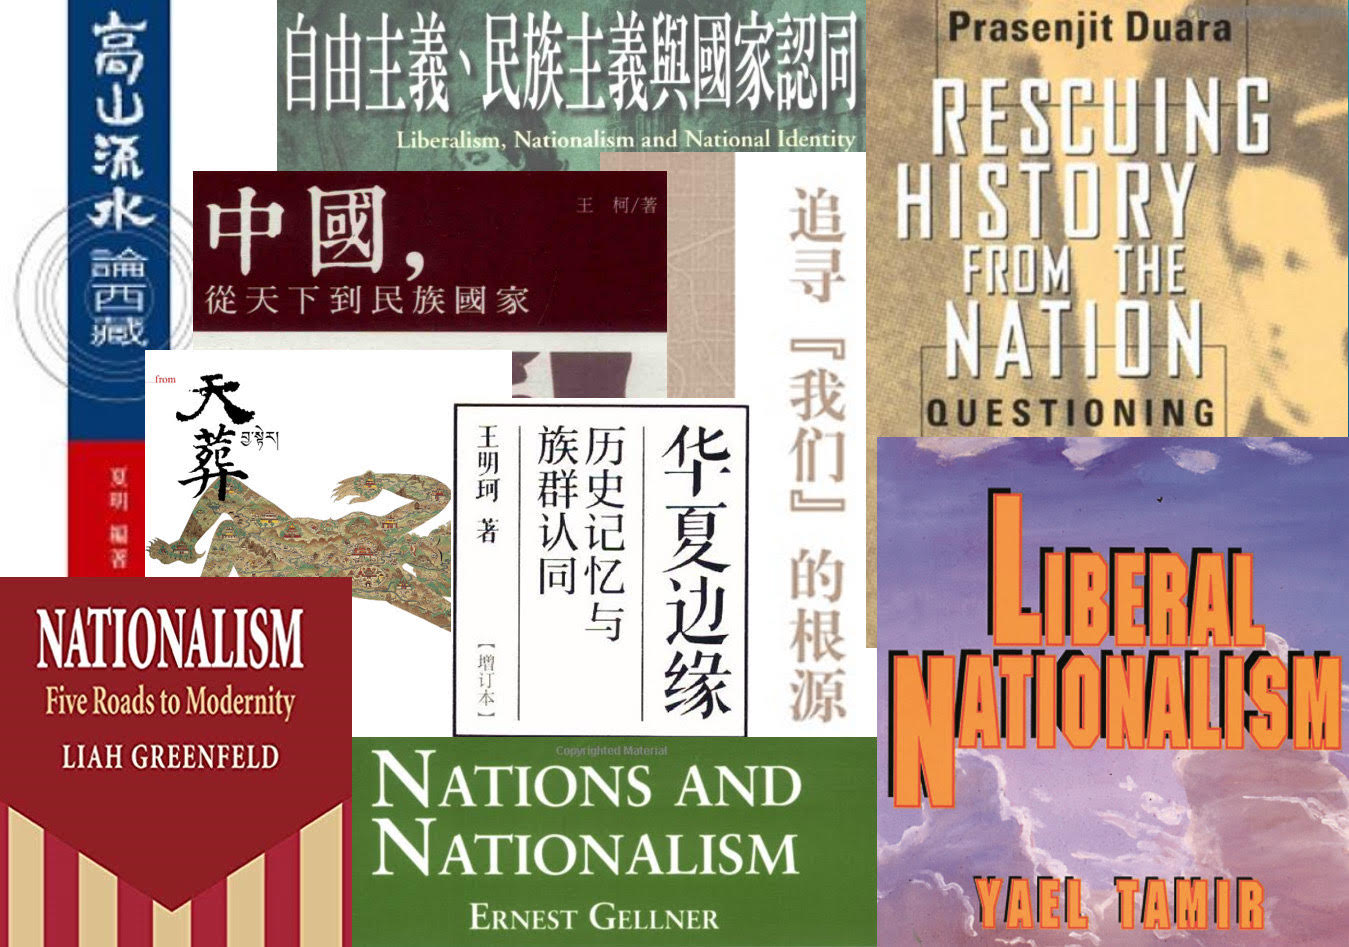 高山流水
論西藏
夏明 編著
自由主義、民族主義與國家認同
Liberalism, Nationalism and National Identity
Prasenjit Duara
RESCUING
HISTORY
FROM THE
NATION
QUESTIONING
中國,
王 柯/著
從天下到民族國家
追寻『我们』的根源
from
天葬
བྱ་སྟེར།
华夏边缘
历史记忆与
族群认同
王明珂 著
[增订本]
NATIONALISM
Five Roads to Modernity
LIAH GREENFELD
Copyrighted Material
NATIONS AND
NATIONALISM
ERNEST GELLNER
LIBERAL
NATIONALISM
YAEL TAMIR